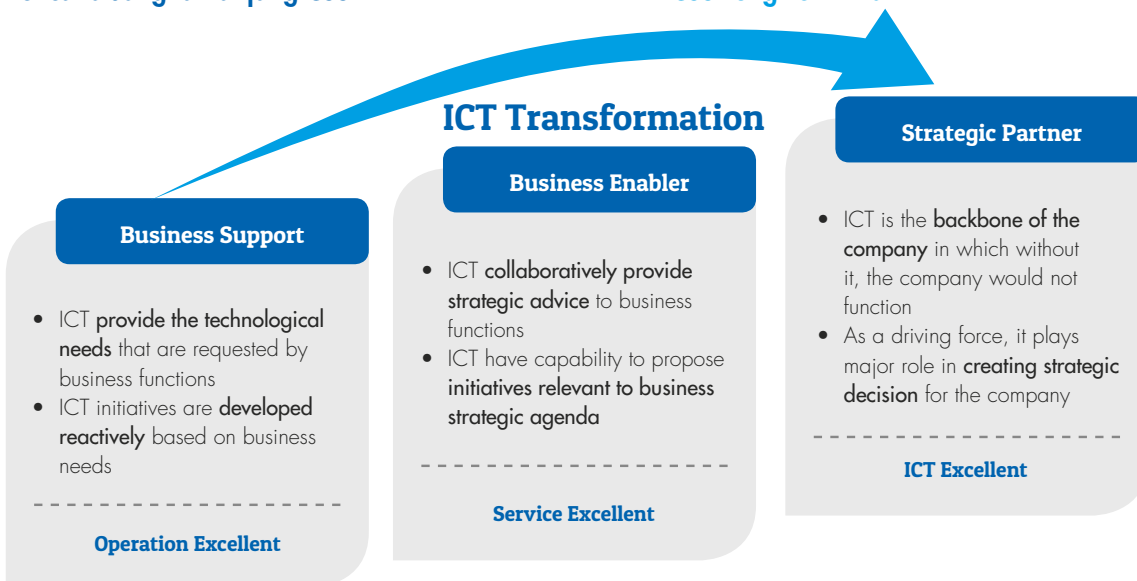 ICT Transformation
Business Support
• ICT provide the technological
needs that are requested by
business functions
• ICT initiatives are developed
reactively based on business
needs
Operation Excellent
Business Enabler
• ICT collaboratively provide
strategic advice to business
functions
• ICT have capability to propose
initiatives relevant to business
strategic agenda
Service Excellent
Strategic Partner
• ICT is the backbone of the
company in which without
it, the company would not
function
• As a driving force, it plays
major role in creating strategic
decision for the company
ICT Excellent